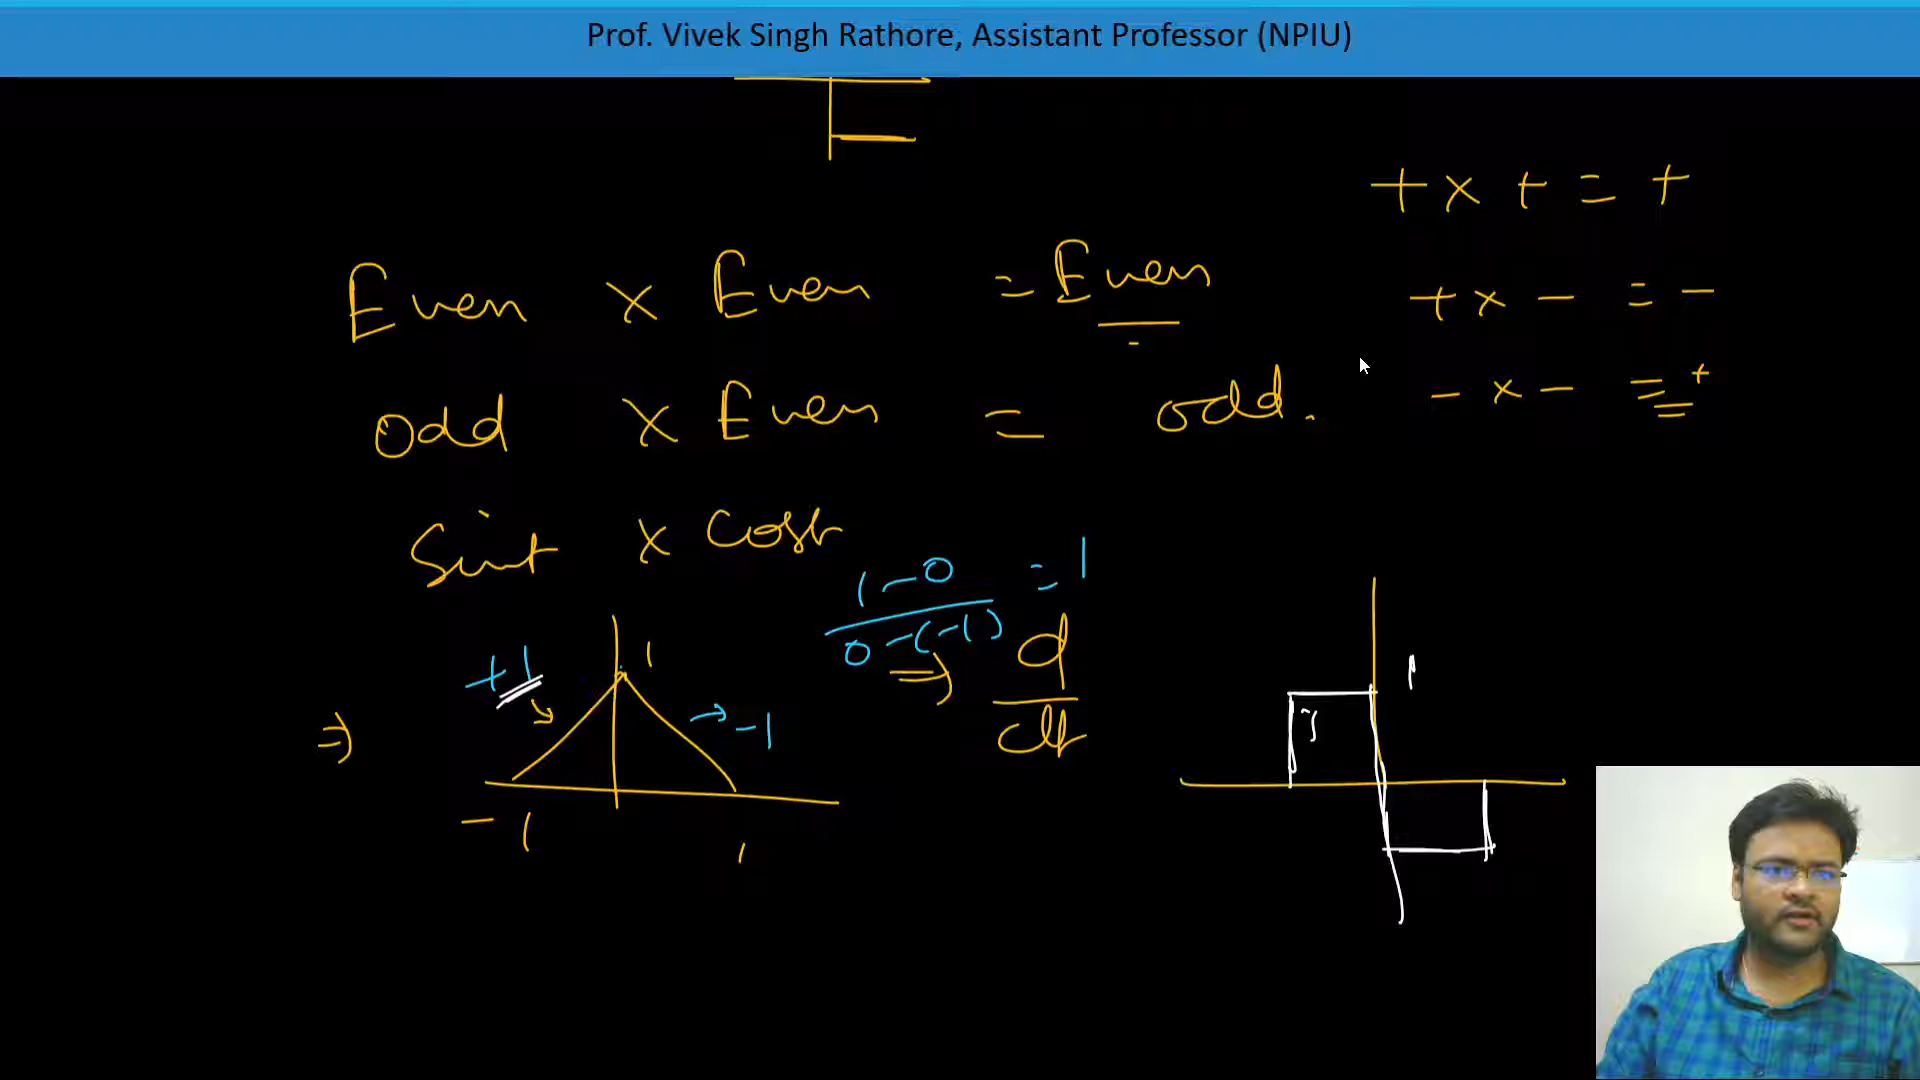 Prof. Vivek Singh Rathore, Assistant Professor (NPIU)
+ x + = +
Even x Even = Even
+ x - = -
- x - = +
odd x Even = odd.
Sint x Cost
1-0 / 0-(-1) = 1
+1
1
-1
⇒
⇒ d/dt
1
-1
1